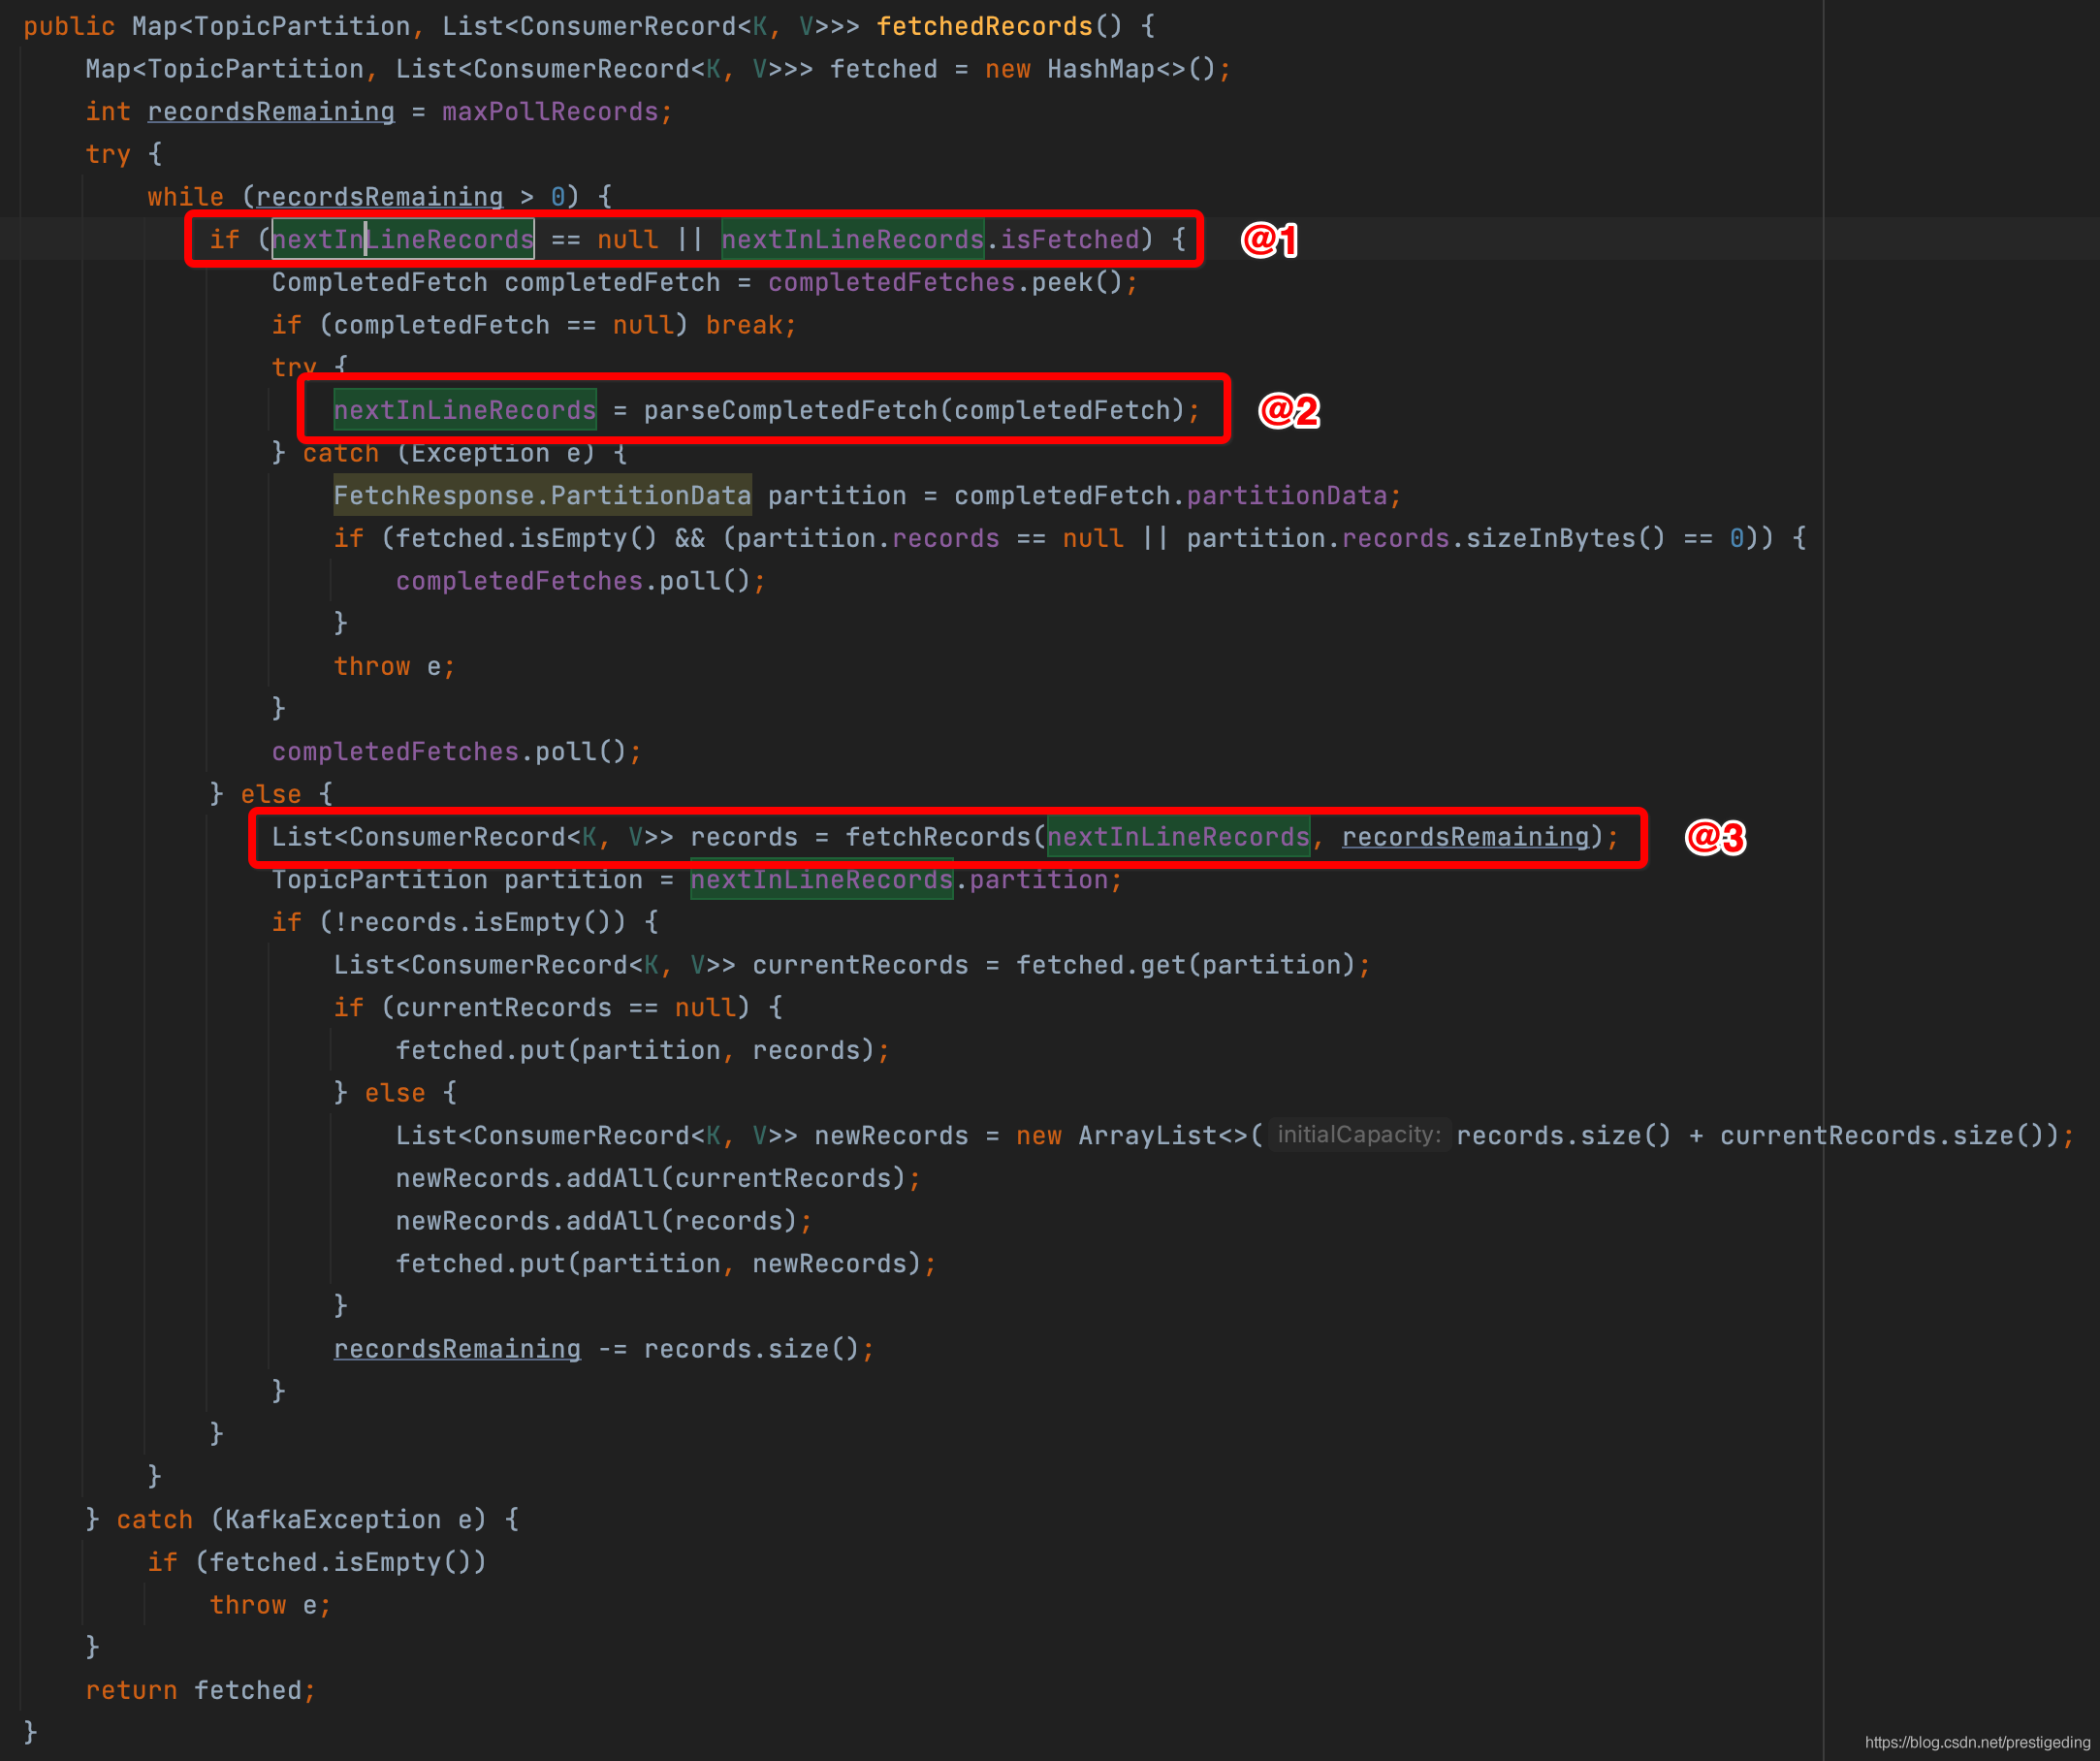 public Map<TopicPartition, List<ConsumerRecord<K, V>>> fetchedRecords() {
    Map<TopicPartition, List<ConsumerRecord<K, V>>> fetched = new HashMap<>();
    int recordsRemaining = maxPollRecords;
    try {
        while (recordsRemaining > 0) {
            if (nextInLineRecords == null || nextInLineRecords.isFetched) { @1
                CompletedFetch completedFetch = completedFetches.peek();
                if (completedFetch == null) break;
                try {
                    nextInLineRecords = parseCompletedFetch(completedFetch); @2
                } catch (Exception e) {
                    FetchResponse.PartitionData partition = completedFetch.partitionData;
                    if (fetched.isEmpty() && (partition.records == null || partition.records.sizeInBytes() == 0)) {
                        completedFetches.poll();
                    }
                    throw e;
                }
                completedFetches.poll();
            } else {
                List<ConsumerRecord<K, V>> records = fetchRecords(nextInLineRecords, recordsRemaining); @3
                TopicPartition partition = nextInLineRecords.partition;
                if (!records.isEmpty()) {
                    List<ConsumerRecord<K, V>> currentRecords = fetched.get(partition);
                    if (currentRecords == null) {
                        fetched.put(partition, records);
                    } else {
                        List<ConsumerRecord<K, V>> newRecords = new ArrayList<>( initialCapacity: records.size() + currentRecords.size());
                        newRecords.addAll(currentRecords);
                        newRecords.addAll(records);
                        fetched.put(partition, newRecords);
                    }
                    recordsRemaining -= records.size();
                }
            }
        }
    } catch (KafkaException e) {
        if (fetched.isEmpty())
            throw e;
    }
    return fetched;
}
https://blog.csdn.net/prestigeding